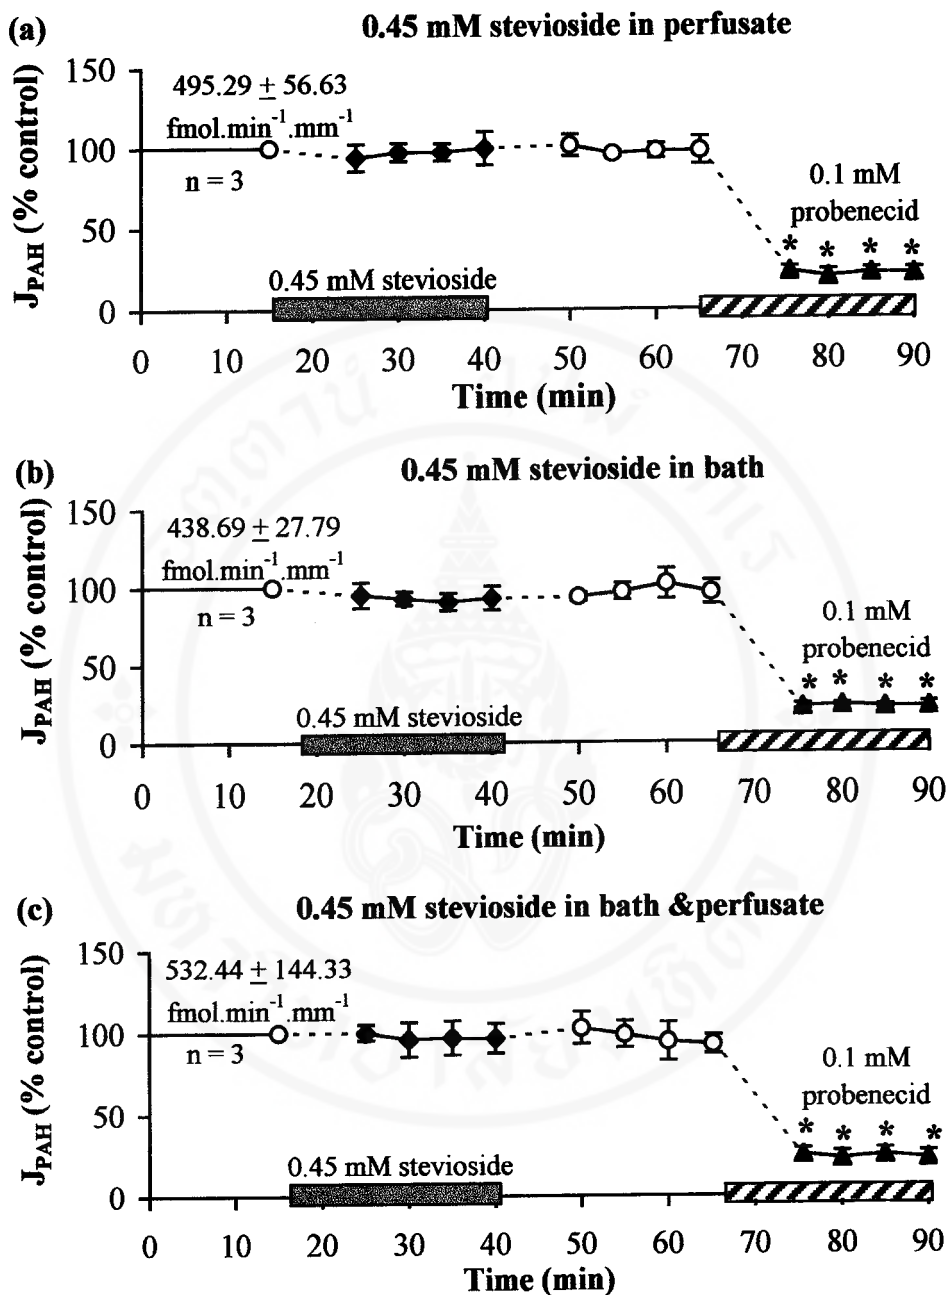 (a) 0.45 mM stevioside in perfusate
J_PAH (% control)
150
100
50
0
495.29 ± 56.63
fmol.min⁻¹.mm⁻¹
n = 3
0.1 mM
probenecid
* * * *
0.45 mM stevioside
0 10 20 30 40 50 60 70 80 90
Time (min)
(b) 0.45 mM stevioside in bath
J_PAH (% control)
150
100
50
0
438.69 ± 27.79
fmol.min⁻¹.mm⁻¹
n = 3
0.1 mM
probenecid
* * * *
0.45 mM stevioside
0 10 20 30 40 50 60 70 80 90
Time (min)
(c) 0.45 mM stevioside in bath &perfusate
J_PAH (% control)
150
100
50
0
532.44 ± 144.33
fmol.min⁻¹.mm⁻¹
n = 3
0.1 mM
probenecid
* * * *
0.45 mM stevioside
0 10 20 30 40 50 60 70 80 90
Time (min)